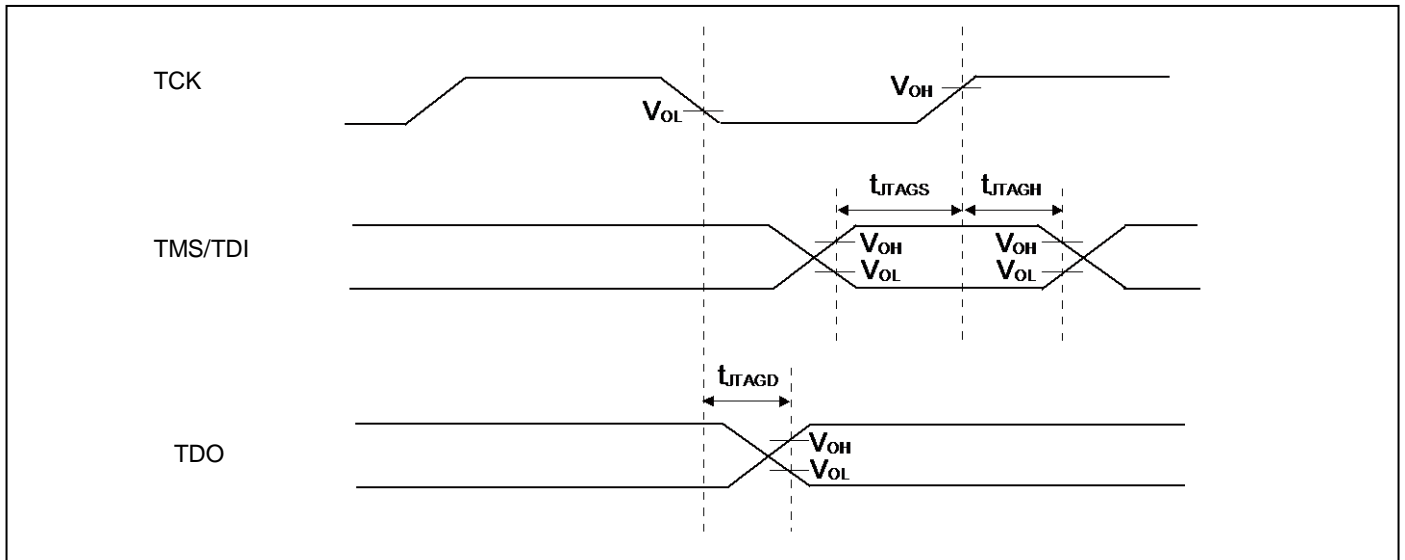 TCK
VOL
VOH
tJTAGS
tJTAGH
TMS/TDI
VOH
VOL
VOH
VOL
tJTAGD
TDO
VOH
VOL